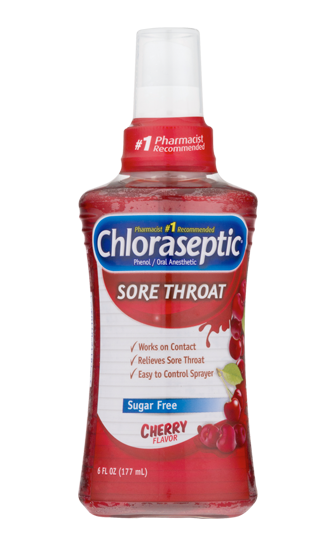 #1 Pharmacist
Recommended
Pharmacist #1 Recommended
Chloraseptic
Phenol / Oral Anesthetic
SORE THROAT
✓ Works on Contact
✓ Relieves Sore Throat
✓ Easy to Control Sprayer
Sugar Free
CHERRY
FLAVOR
6 FL OZ (177 mL)